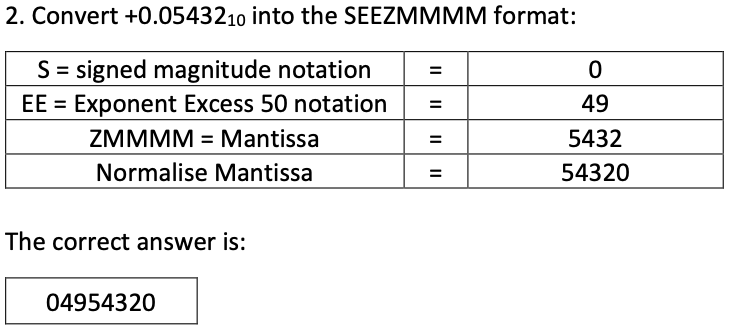 2. Convert +0.05432₁₀ into the SEEZMMMM format:
S = signed magnitude notation = 0
EE = Exponent Excess 50 notation = 49
ZMMMM = Mantissa = 5432
Normalise Mantissa = 54320
The correct answer is:
04954320